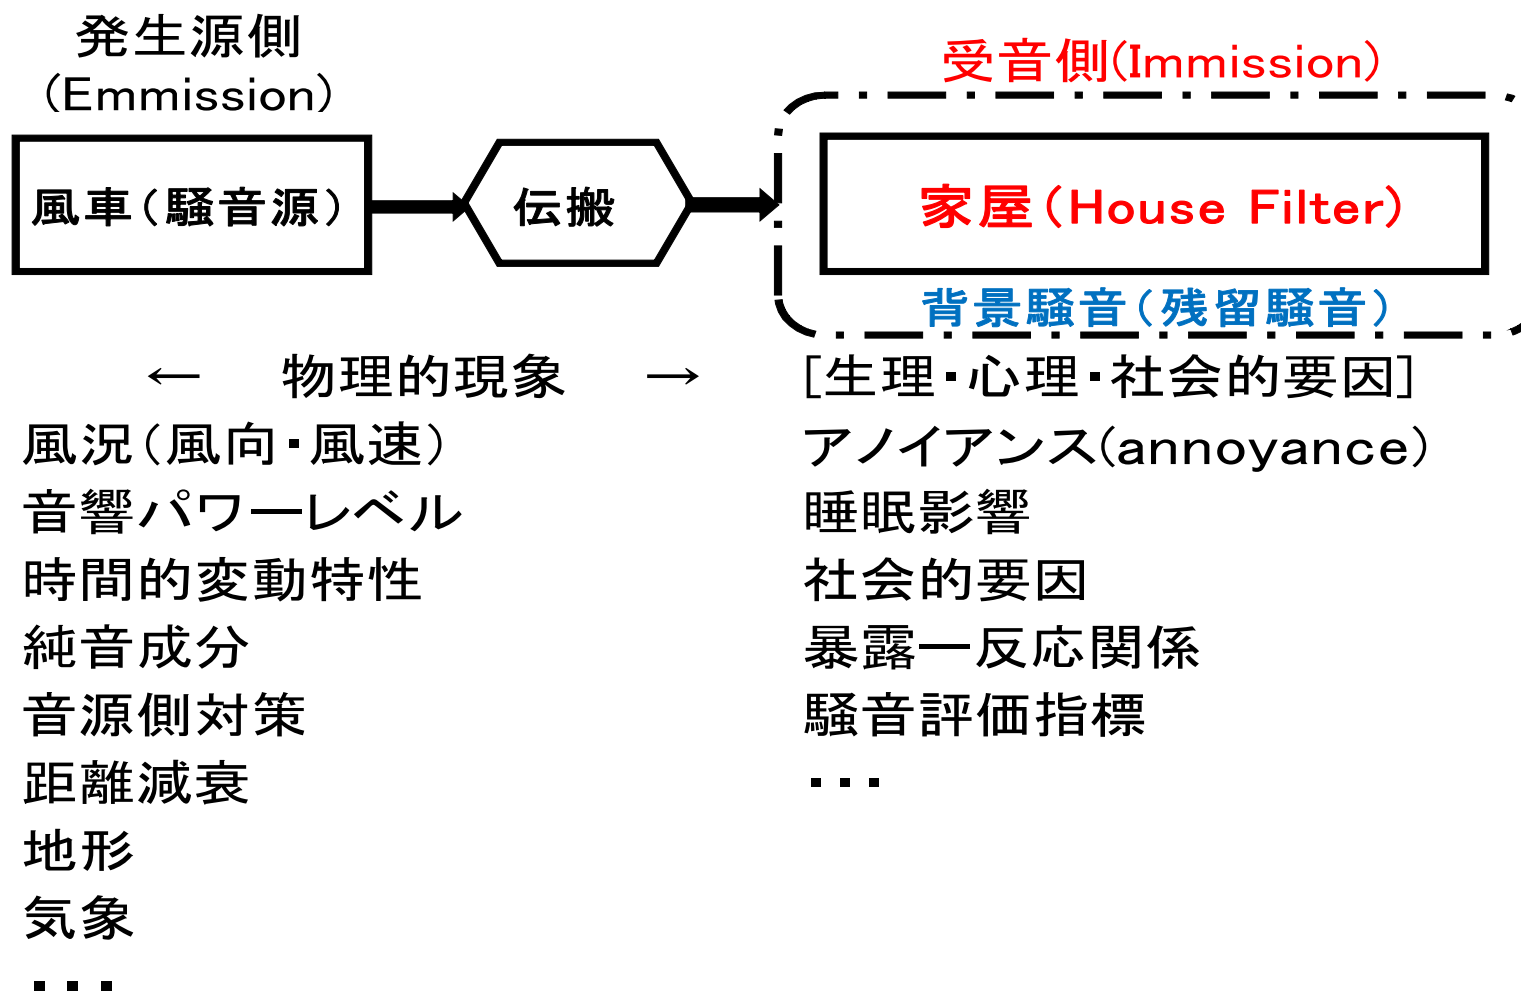 発生源側
(Emmission)
受音側(Immission)
風車(騒音源)
伝搬
家屋(House Filter)
背景騒音(残留騒音)
← 物理的現象 →
[生理・心理・社会的要因]
風況(風向・風速)
音響パワーレベル
時間的変動特性
純音成分
音源側対策
距離減衰
地形
気象
・・・
アノイアンス(annoyance)
睡眠影響
社会的要因
暴露―反応関係
騒音評価指標
・・・